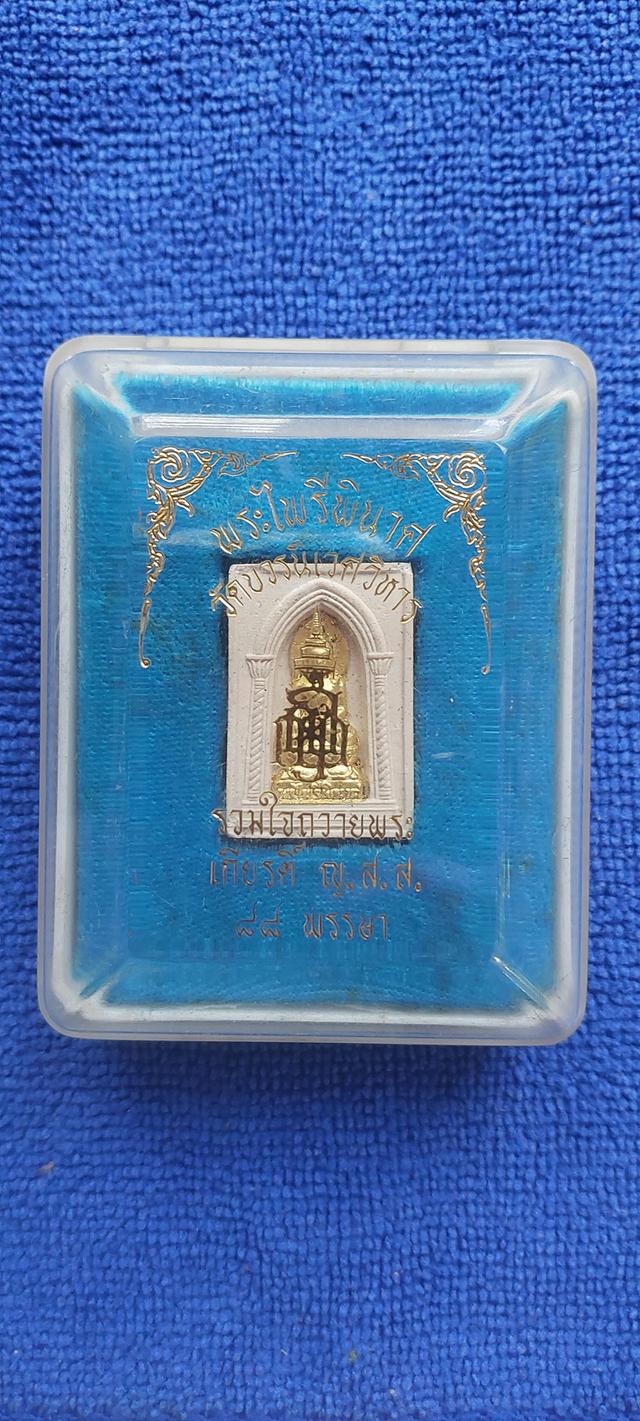 พระไพรีพินาศ
วัดบวรนิเวศวิหาร
รวมใจถวายพระ
เกียรติ ญ.ส.ส.
๘๘ พรรษา